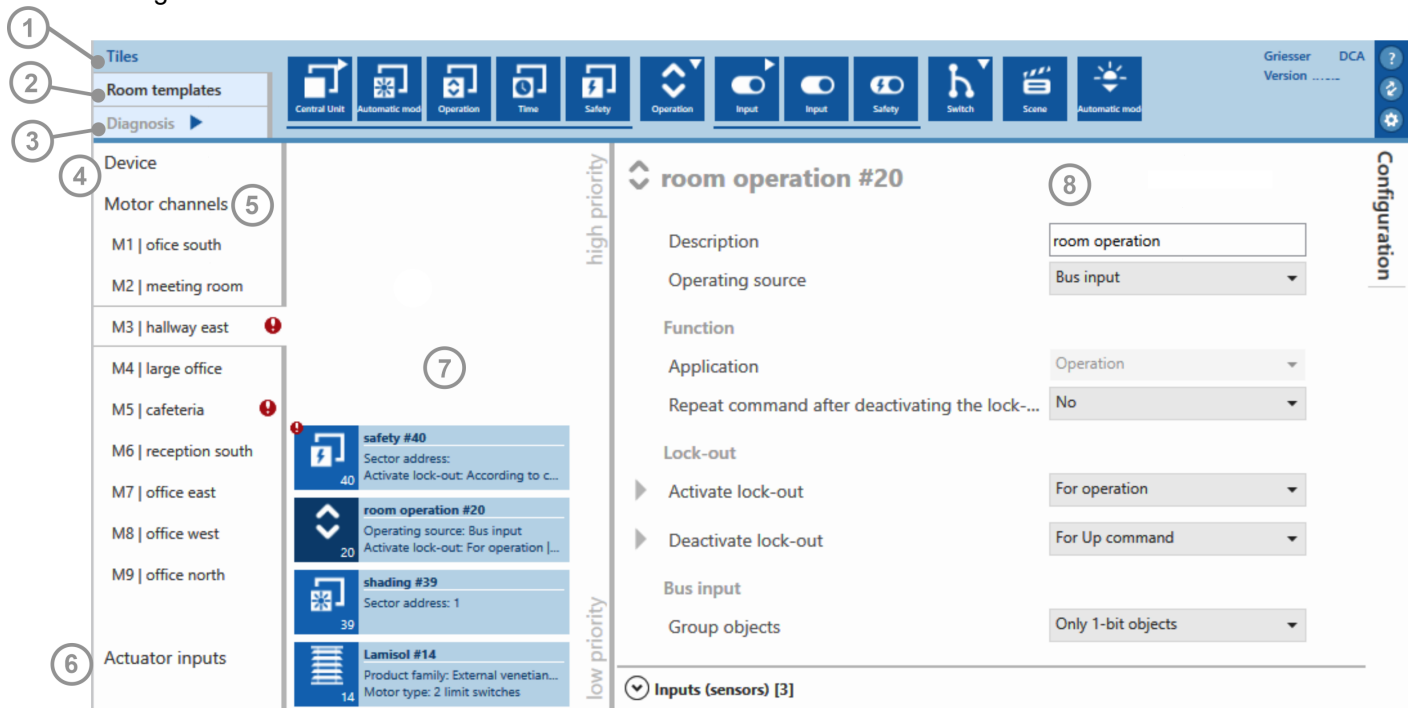 1
Tiles
2
Room templates
3
Diagnosis
Central Unit
Automatic mod
Operation
Time
Safety
Operation
Input
Input
Safety
Switch
Scene
Automatic mod
Griesser DCA
Version
?
4
Device
Motor channels 5
M1 | ofice south
M2 | meeting room
M3 | hallway east
M4 | large office
M5 | cafeteria
M6 | reception south
M7 | office east
M8 | office west
M9 | office north
6
Actuator inputs
high priority
7
safety #40
Sector address:
40 Activate lock-out: According to c...
room operation #20
Operating source: Bus input
20 Activate lock-out: For operation |...
shading #39
Sector address: 1
39
Lamisol #14
Product family: External venetian...
14 Motor type: 2 limit switches
low priority
room operation #20
8
Description room operation
Operating source Bus input
Function
Application Operation
Repeat command after deactivating the lock-... No
Lock-out
Activate lock-out For operation
Deactivate lock-out For Up command
Bus input
Group objects Only 1-bit objects
Inputs (sensors) [3]
Configuration